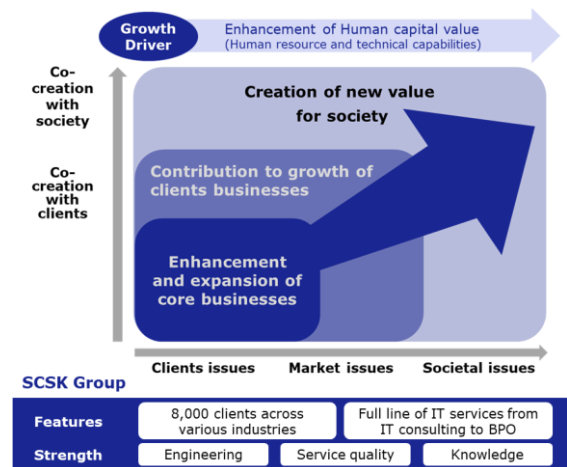 Growth
Driver
Enhancement of Human capital value
(Human resource and technical capabilities)
Co-
creation
with
society
Creation of new value
for society
Co-
creation
with
clients
Contribution to growth of
clients businesses
Enhancement
and expansion of
core businesses
Clients issues
Market issues
Societal issues
SCSK Group
Features
8,000 clients across
various industries
Full line of IT services from
IT consulting to BPO
Strength
Engineering
Service quality
Knowledge